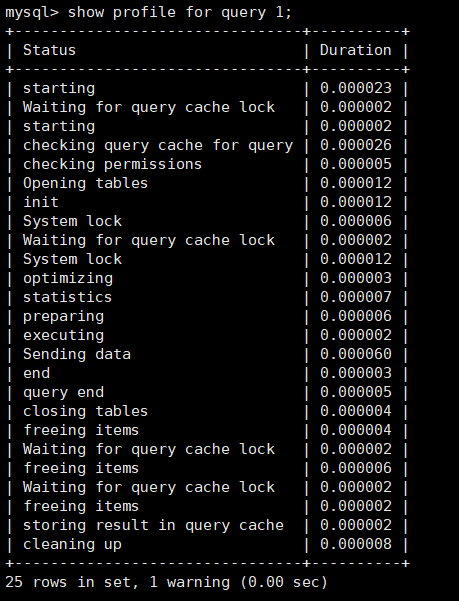 mysql> show profile for query 1;
+--------------------------------+----------+
| Status                         | Duration |
+--------------------------------+----------+
| starting                       | 0.000023 |
| Waiting for query cache lock   | 0.000002 |
| starting                       | 0.000002 |
| checking query cache for query | 0.000026 |
| checking permissions           | 0.000005 |
| Opening tables                 | 0.000012 |
| init                           | 0.000012 |
| System lock                    | 0.000006 |
| Waiting for query cache lock   | 0.000002 |
| System lock                    | 0.000012 |
| optimizing                     | 0.000003 |
| statistics                     | 0.000007 |
| preparing                      | 0.000006 |
| executing                      | 0.000002 |
| Sending data                   | 0.000060 |
| end                            | 0.000003 |
| query end                      | 0.000005 |
| closing tables                 | 0.000004 |
| freeing items                  | 0.000004 |
| Waiting for query cache lock   | 0.000002 |
| freeing items                  | 0.000006 |
| Waiting for query cache lock   | 0.000002 |
| freeing items                  | 0.000002 |
| storing result in query cache  | 0.000002 |
| cleaning up                    | 0.000008 |
+--------------------------------+----------+
25 rows in set, 1 warning (0.00 sec)